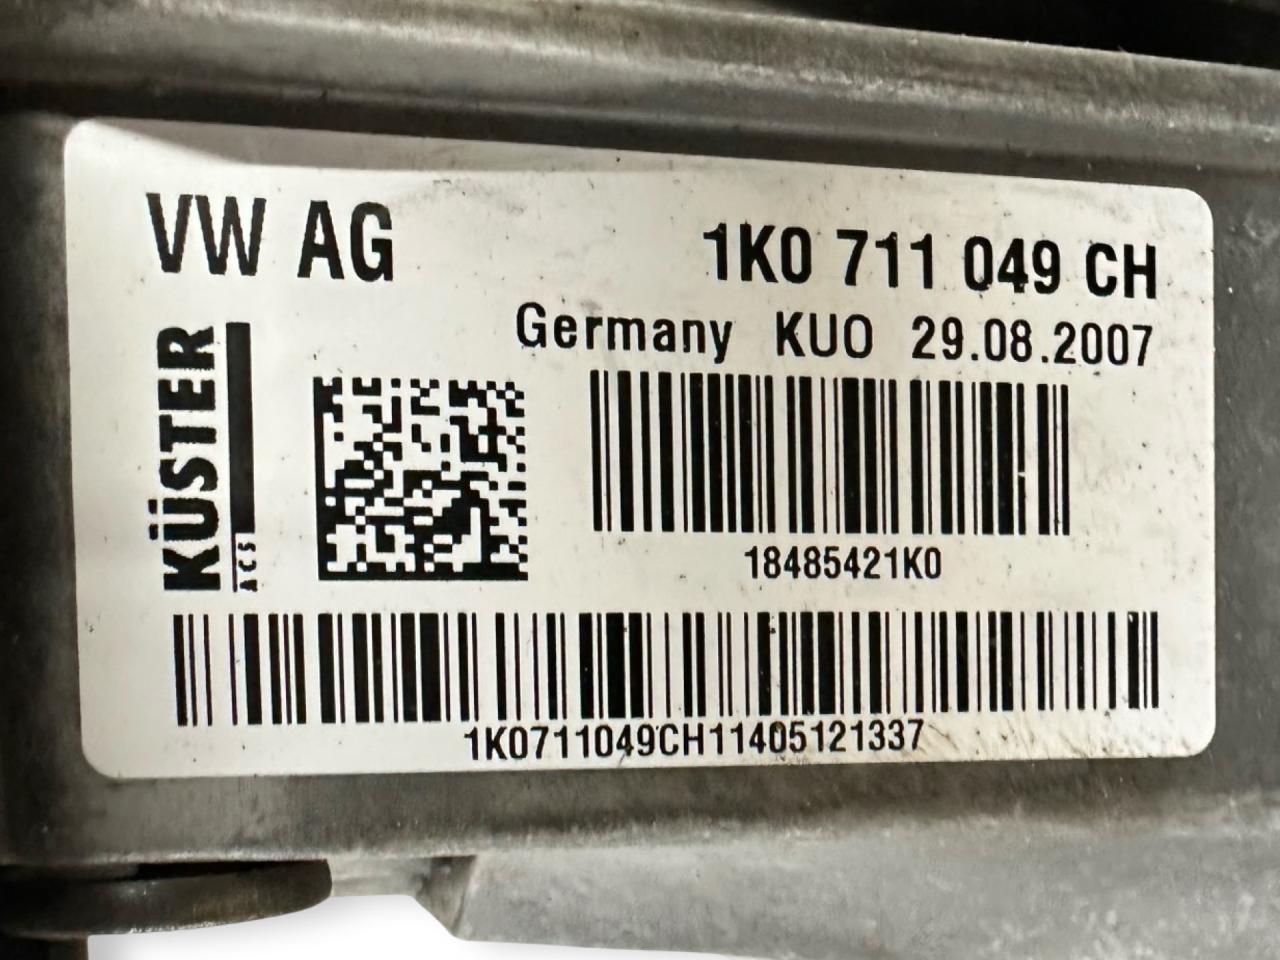 VW AG
1K0 711 049 CH
Germany KUO 29.08.2007
KÜSTER
ACS
18485421K0
1K0711049CH11405121337